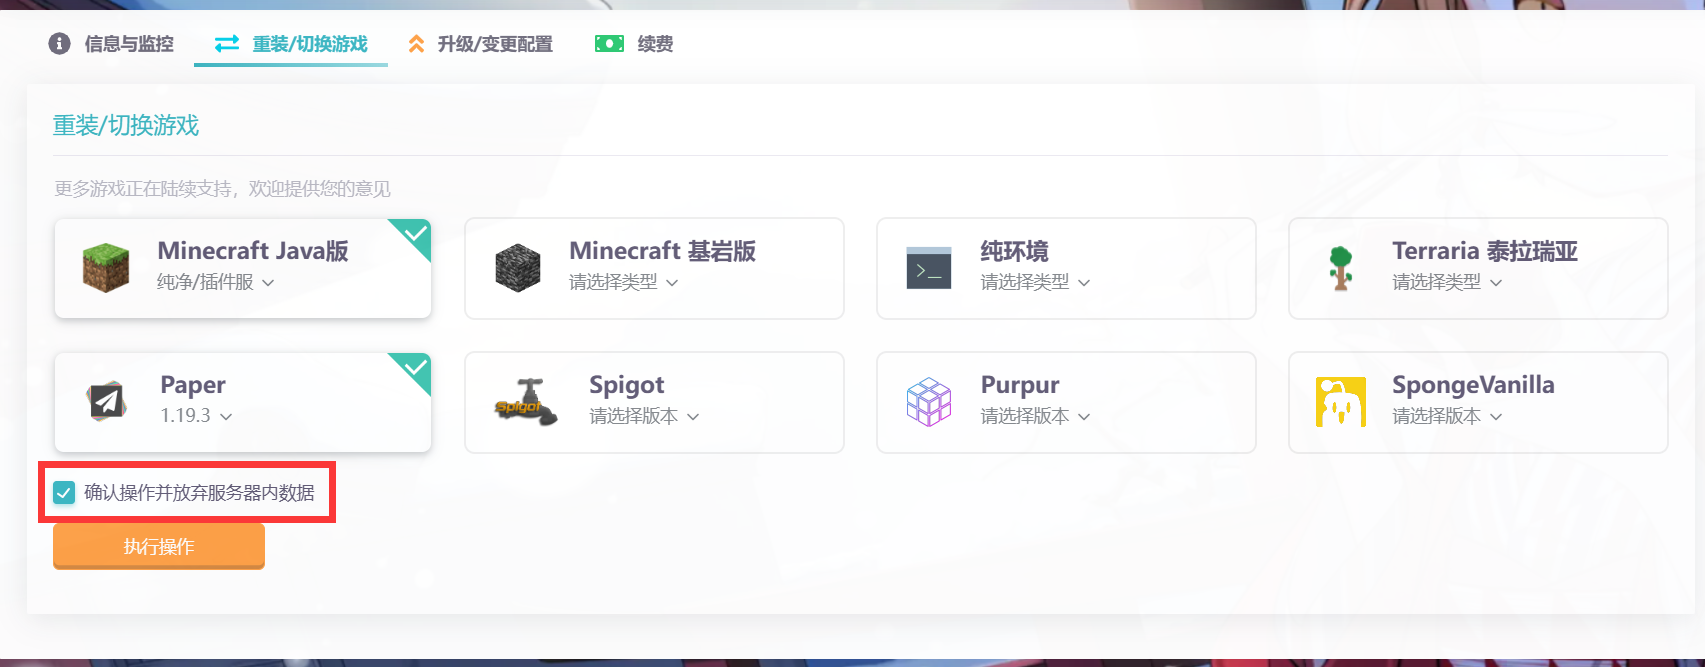 信息与监控
重装/切换游戏
升级/变更配置
续费
重装/切换游戏
更多游戏正在陆续支持，欢迎提供您的意见
Minecraft Java版
纯净/插件服
Minecraft 基岩版
请选择类型
纯环境
请选择类型
Terraria 泰拉瑞亚
请选择类型
Paper
1.19.3
Spigot
Spigot
请选择版本
Purpur
请选择版本
SpongeVanilla
请选择版本
确认操作并放弃服务器内数据
执行操作